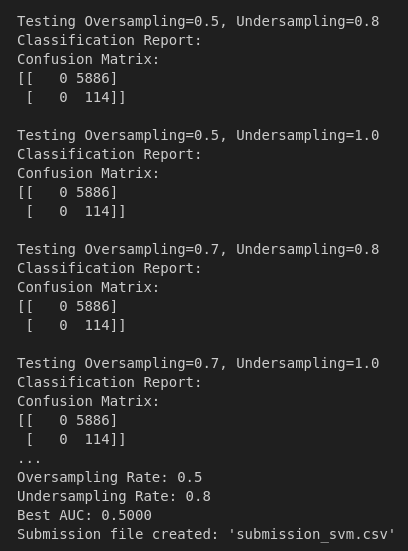 Testing Oversampling=0.5, Undersampling=0.8
Classification Report:
Confusion Matrix:
[[   0 5886]
 [   0  114]]

Testing Oversampling=0.5, Undersampling=1.0
Classification Report:
Confusion Matrix:
[[   0 5886]
 [   0  114]]

Testing Oversampling=0.7, Undersampling=0.8
Classification Report:
Confusion Matrix:
[[   0 5886]
 [   0  114]]

Testing Oversampling=0.7, Undersampling=1.0
Classification Report:
Confusion Matrix:
[[   0 5886]
 [   0  114]]
...
Oversampling Rate: 0.5
Undersampling Rate: 0.8
Best AUC: 0.5000
Submission file created: 'submission_svm.csv'